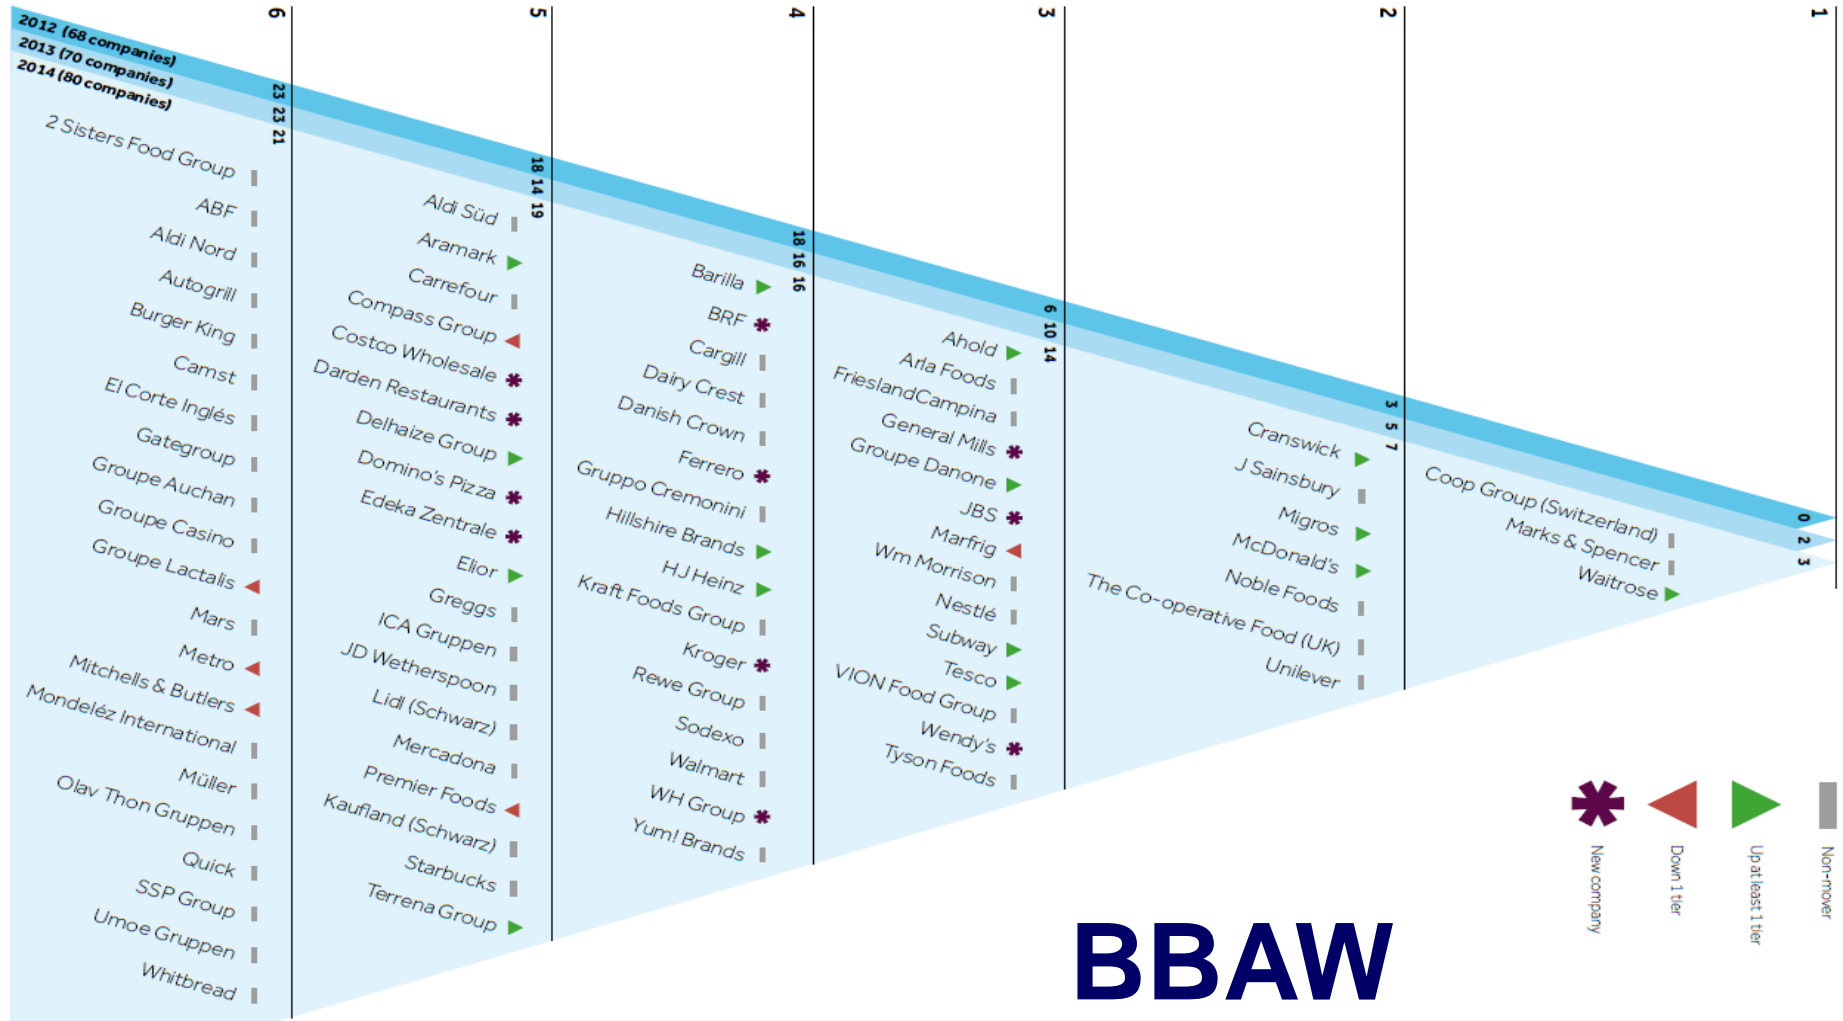 6
5
4
3
2
1
2012 (68 companies)
2013 (70 companies)
2014 (80 companies)
23 23 21
2 Sisters Food Group
ABF
Aldi Nord
Autogrill
Burger King
Camst
El Corte Inglés
Gategroup
Groupe Auchan
Groupe Casino
Groupe Lactalis
Mars
Metro
Mitchells & Butlers
Mondeléz International
Müller
Olav Thon Gruppen
Quick
SSP Group
Umoe Gruppen
Whitbread
18 14 19
Aldi Süd
Aramark
Carrefour
Compass Group
Costco Wholesale
Darden Restaurants
Delhaize Group
Domino's Pizza
Edeka Zentrale
Elior
Greggs
ICA Gruppen
JD Wetherspoon
Lidl (Schwarz)
Mercadona
Premier Foods
Kaufland (Schwarz)
Starbucks
Terrena Group
18 16 16
Barilla
BRF
Cargill
Dairy Crest
Danish Crown
Ferrero
Gruppo Cremonini
Hillshire Brands
HJ Heinz
Kraft Foods Group
Kroger
Rewe Group
Sodexo
Walmart
WH Group
Yum! Brands
6 10 14
Ahold
Arla Foods
FrieslandCampina
General Mills
Groupe Danone
JBS
Marfrig
Wm Morrison
Nestlé
Subway
Tesco
VION Food Group
Wendy's
Tyson Foods
3 5 7
Cranswick
J Sainsbury
Migros
McDonald's
Noble Foods
The Co-operative Food (UK)
Unilever
0 2 3
Coop Group (Switzerland)
Marks & Spencer
Waitrose
Non-mover
Up at least 1 tier
Down 1 tier
New company
BBAW